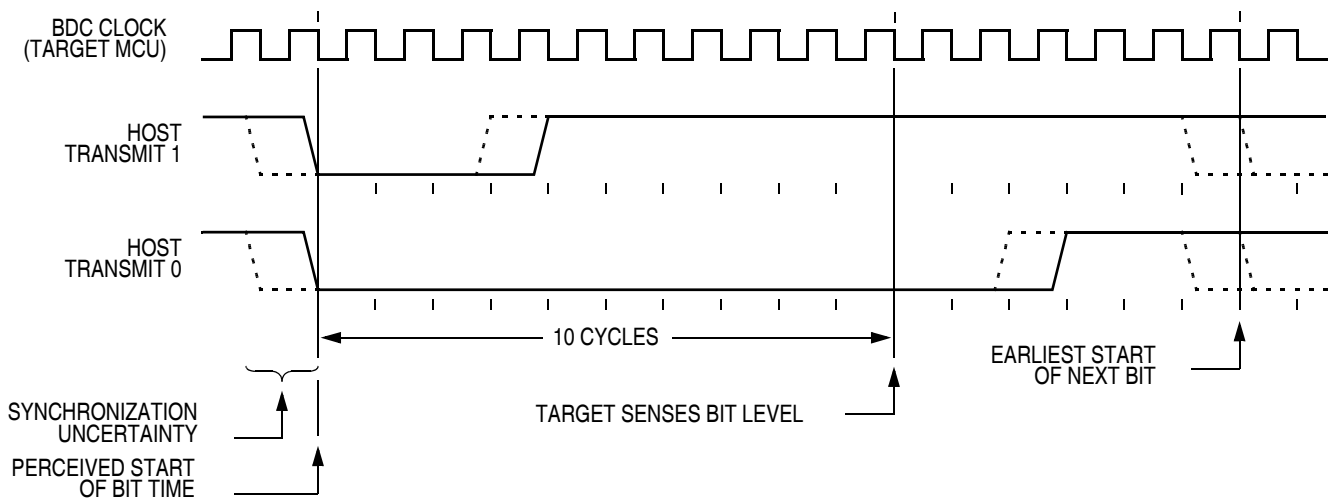 BDC CLOCK
(TARGET MCU)
HOST
TRANSMIT 1
HOST
TRANSMIT 0
10 CYCLES
EARLIEST START
OF NEXT BIT
SYNCHRONIZATION
UNCERTAINTY
TARGET SENSES BIT LEVEL
PERCEIVED START
OF BIT TIME